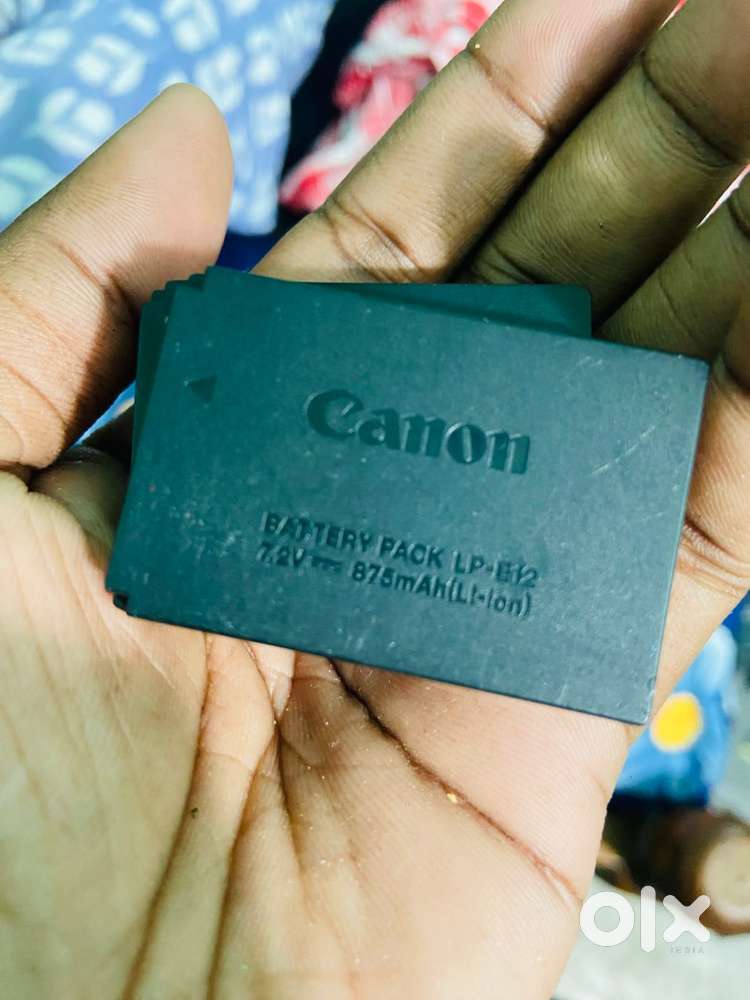 Canon
BATTERY PACK LP-E12
7.2V⎓ 875mAh(Li-ion)
olx
INDIA